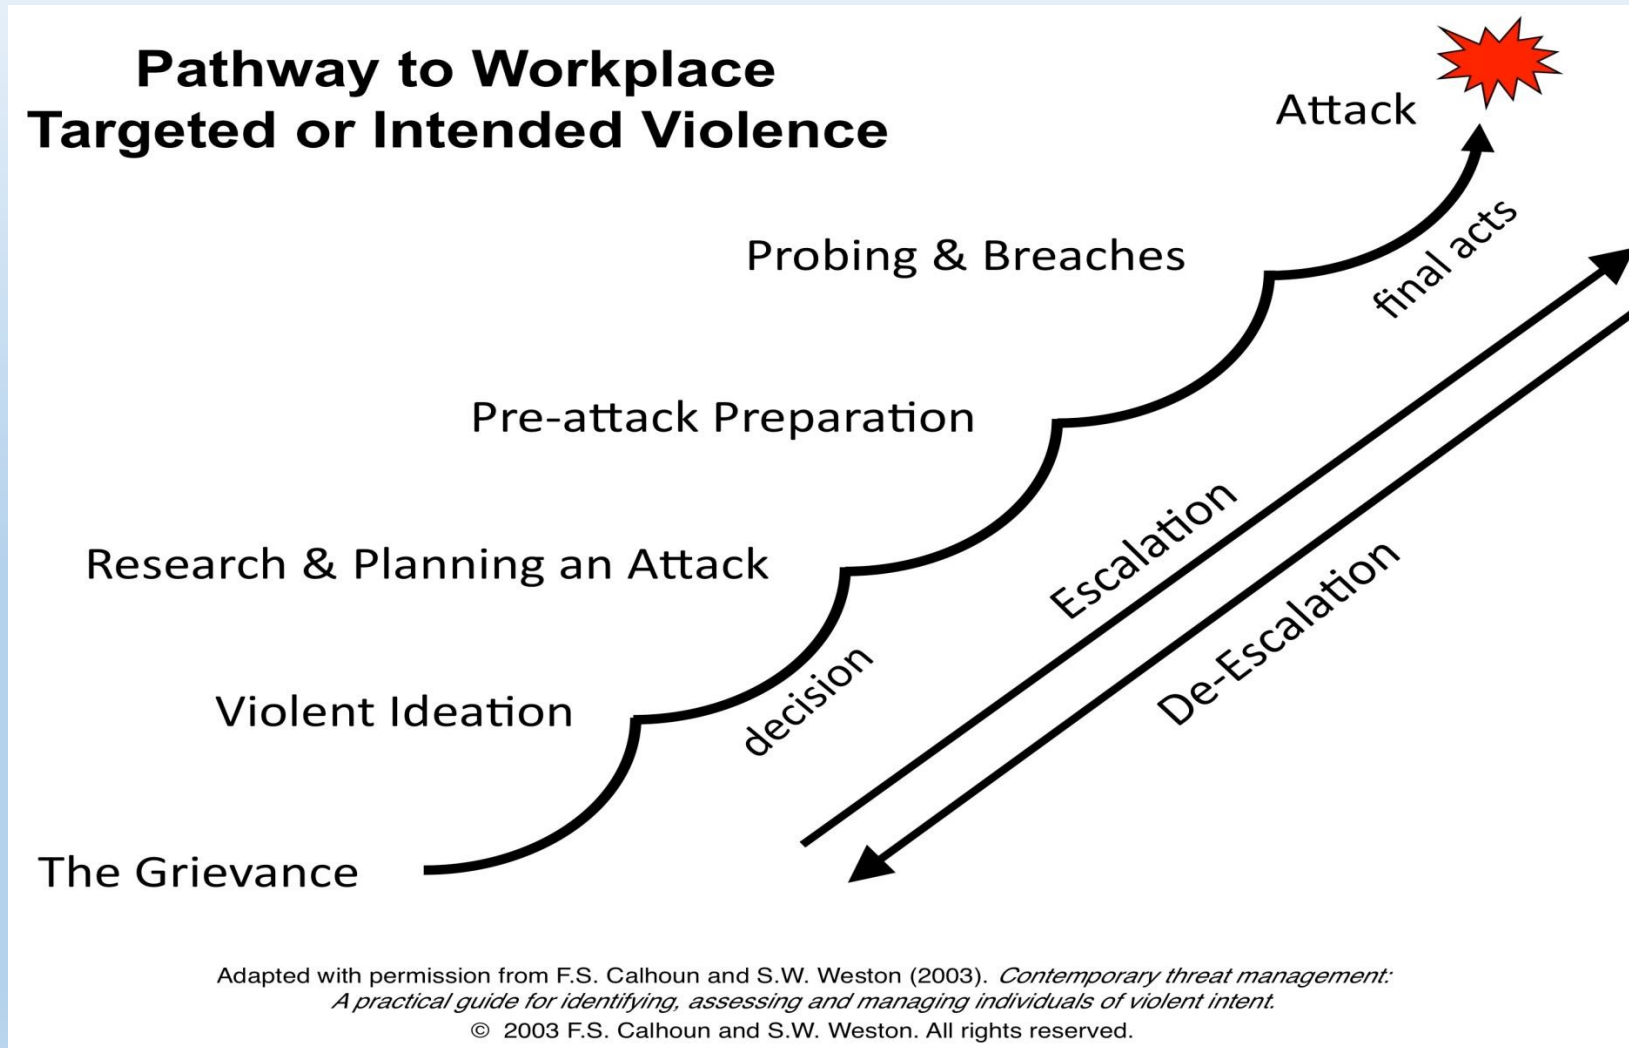 Pathway to Workplace
Targeted or Intended Violence
Attack
Probing & Breaches
final acts
Pre-attack Preparation
Escalation
Research & Planning an Attack
De-Escalation
decision
Violent Ideation
The Grievance
Adapted with permission from F.S. Calhoun and S.W. Weston (2003). Contemporary threat management:
A practical guide for identifying, assessing and managing individuals of violent intent.
© 2003 F.S. Calhoun and S.W. Weston. All rights reserved.